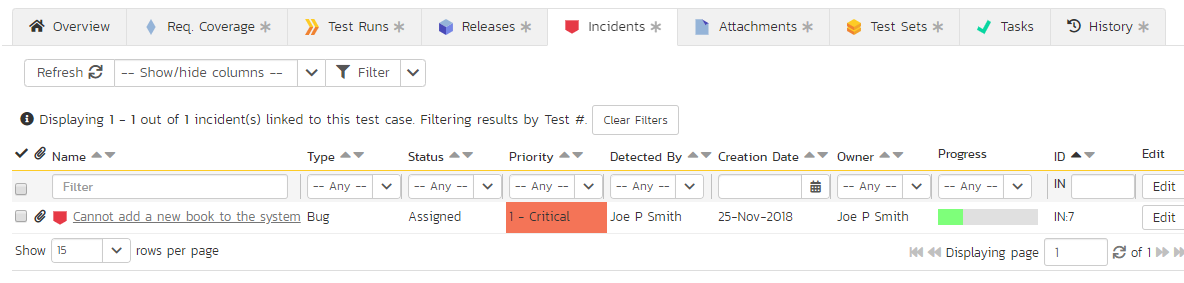 Overview Req. Coverage * Test Runs * Releases * Incidents * Attachments * Test Sets * Tasks History *
Refresh -- Show/hide columns -- Filter
Displaying 1 - 1 out of 1 incident(s) linked to this test case. Filtering results by Test #. Clear Filters
Name Type Status Priority Detected By Creation Date Owner Progress ID Edit
Filter -- Any -- -- Any -- -- Any -- -- Any -- -- Any -- -- Any -- IN Edit
Cannot add a new book to the system Bug Assigned 1 - Critical Joe P Smith 25-Nov-2018 Joe P Smith IN:7 Edit
Show 15 rows per page Displaying page 1 of 1